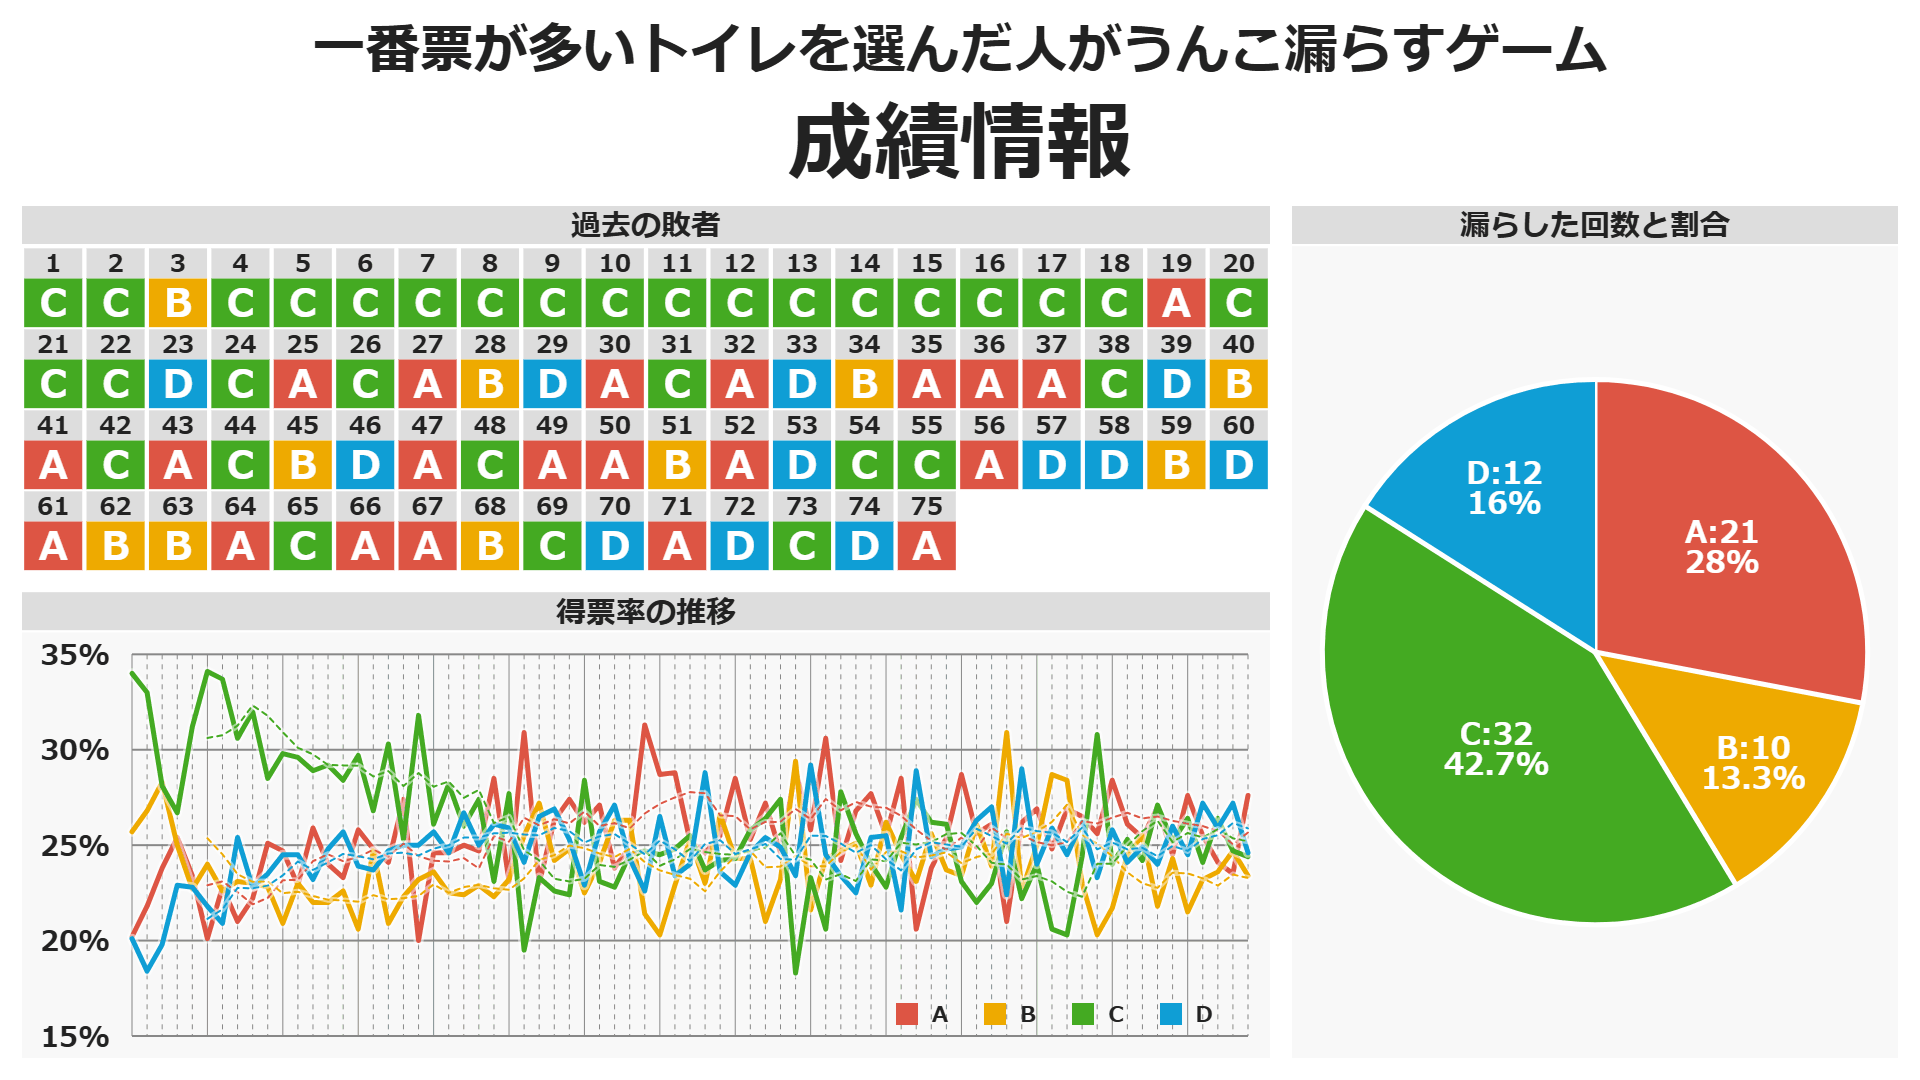 一番票が多いトイレを選んだ人がうんこ漏らすゲーム
成績情報
過去の敗者
1 2 3 4 5 6 7 8 9 10 11 12 13 14 15 16 17 18 19 20
C C B C C C C C C C C C C C C C C C A C
21 22 23 24 25 26 27 28 29 30 31 32 33 34 35 36 37 38 39 40
C C D C A C A B D A C A D B A A A C D B
41 42 43 44 45 46 47 48 49 50 51 52 53 54 55 56 57 58 59 60
A C A C B D A C A A B A D C C A D D B D
61 62 63 64 65 66 67 68 69 70 71 72 73 74 75
A B B A C A A B C D A D C D A
得票率の推移
35%
30%
25%
20%
15%
A B C D
漏らした回数と割合
D:12
16%
A:21
28%
C:32
42.7%
B:10
13.3%